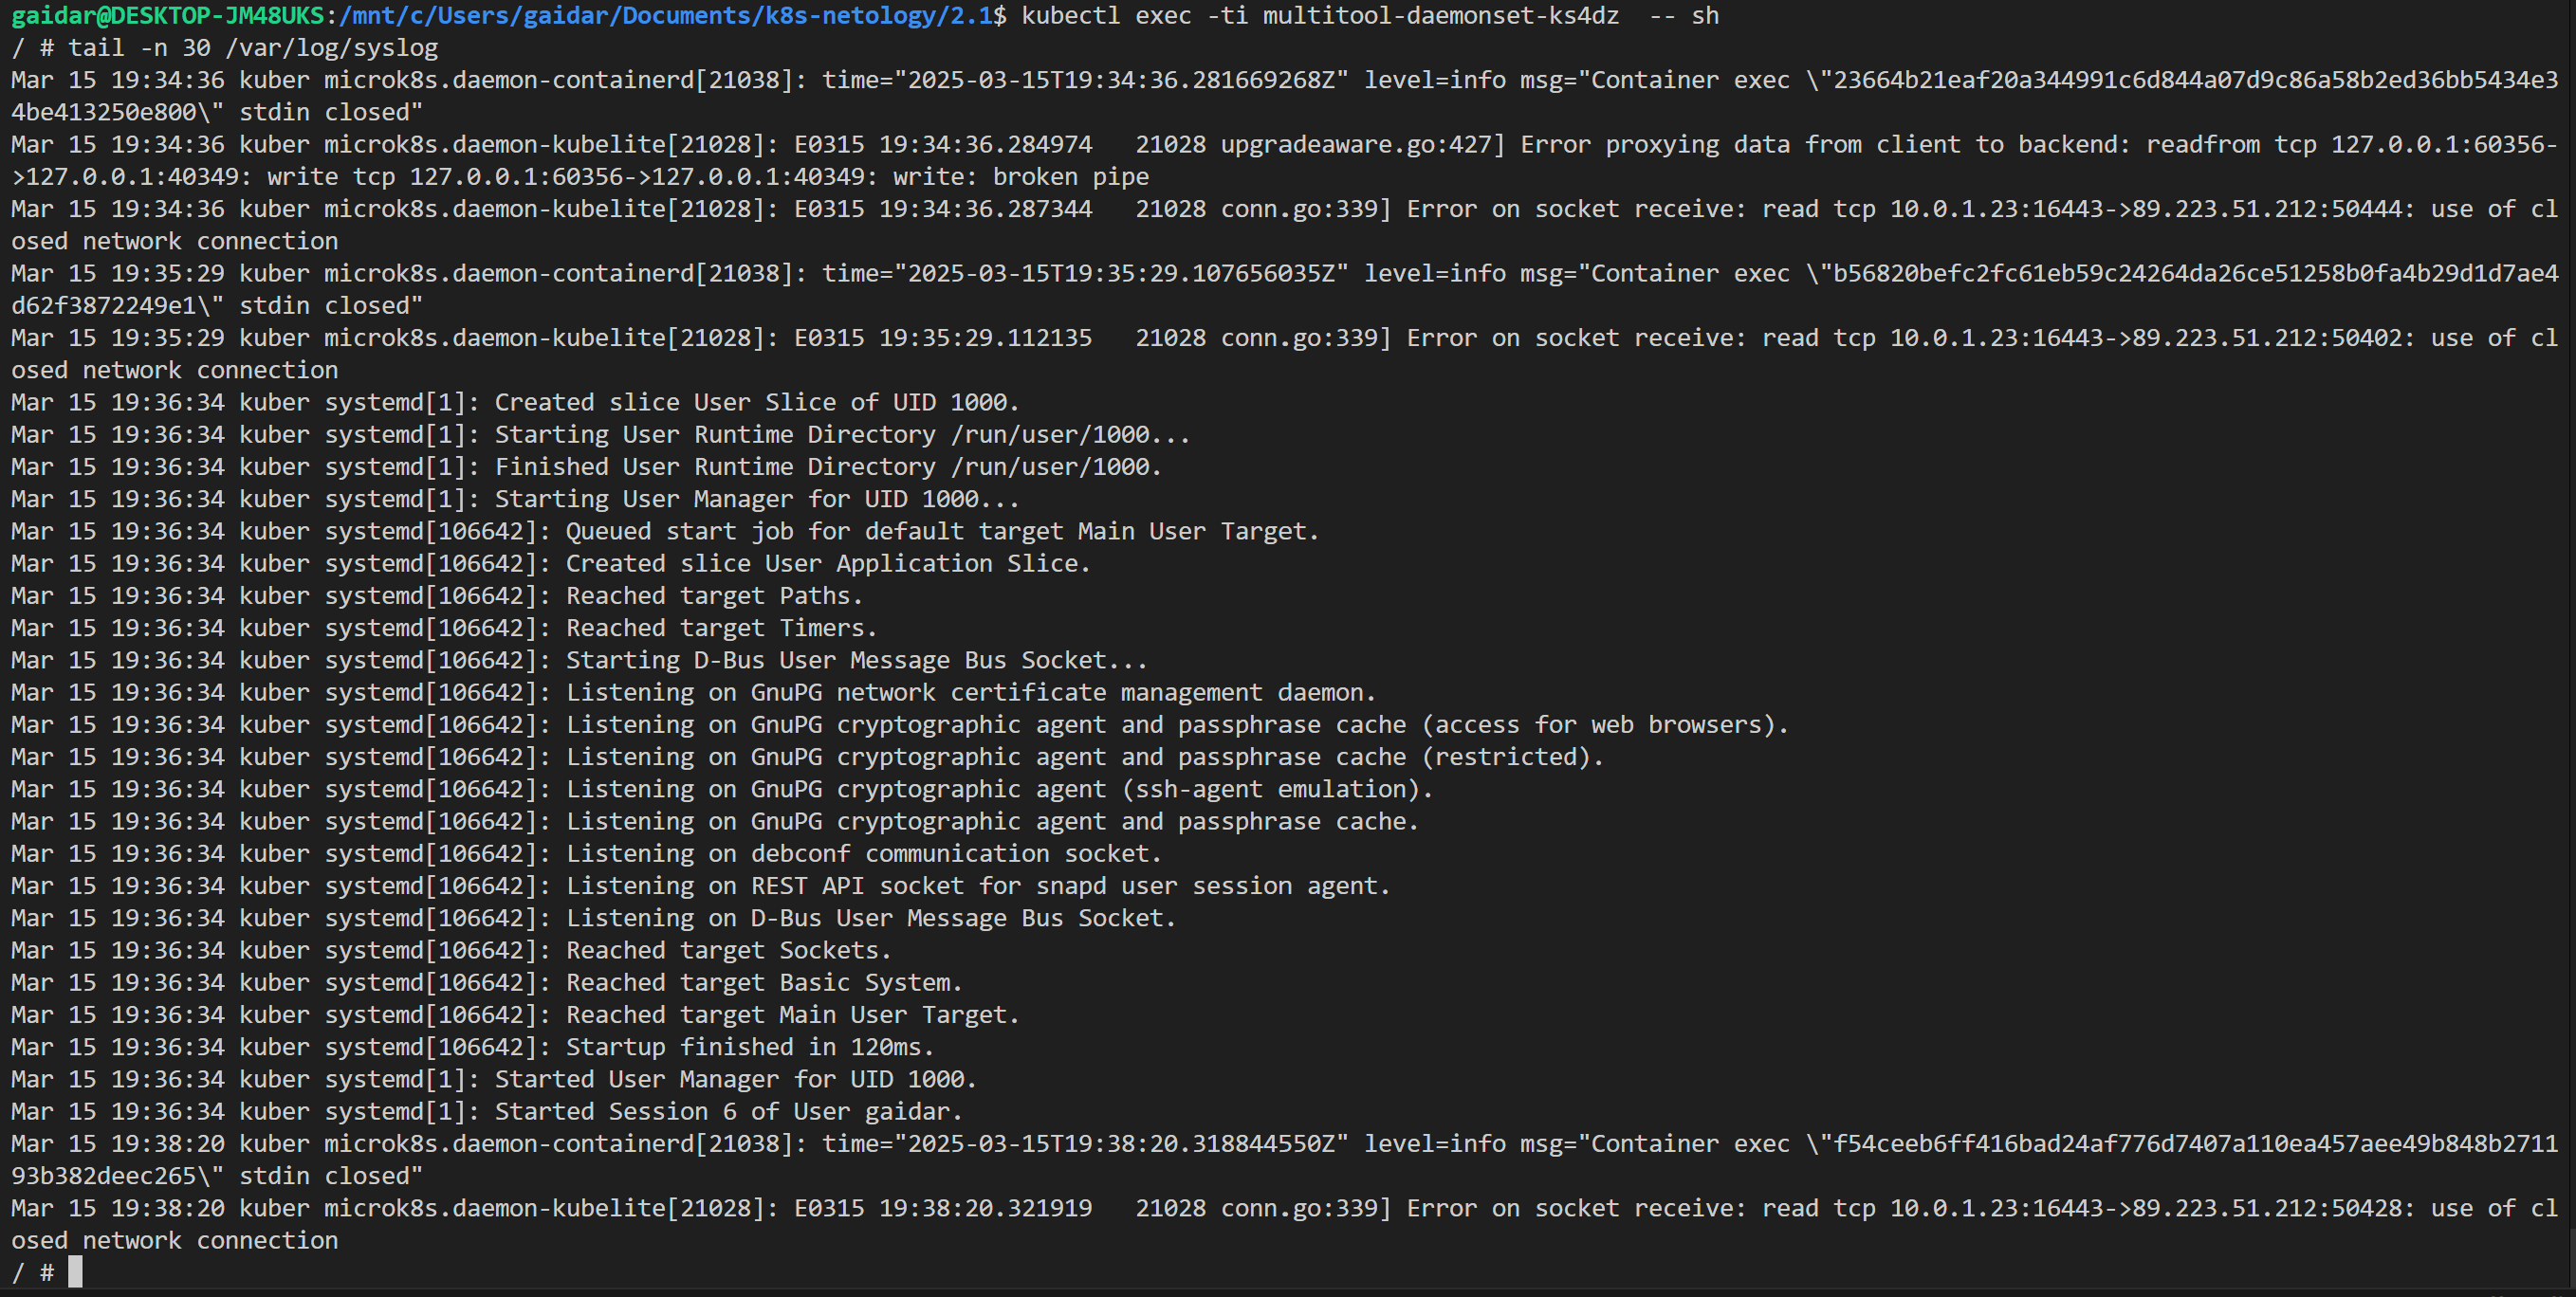 gaidar@DESKTOP-JM48UKS:/mnt/c/Users/gaidar/Documents/k8s-netology/2.1$ kubectl exec -ti multitool-daemonset-ks4dz  -- sh
/ # tail -n 30 /var/log/syslog
Mar 15 19:34:36 kuber microk8s.daemon-containerd[21038]: time="2025-03-15T19:34:36.281669268Z" level=info msg="Container exec \"23664b21eaf20a344991c6d844a07d9c86a58b2ed36bb5434e3
4be413250e800\" stdin closed"
Mar 15 19:34:36 kuber microk8s.daemon-kubelite[21028]: E0315 19:34:36.284974   21028 upgradeaware.go:427] Error proxying data from client to backend: readfrom tcp 127.0.0.1:60356-
>127.0.0.1:40349: write tcp 127.0.0.1:60356->127.0.0.1:40349: write: broken pipe
Mar 15 19:34:36 kuber microk8s.daemon-kubelite[21028]: E0315 19:34:36.287344   21028 conn.go:339] Error on socket receive: read tcp 10.0.1.23:16443->89.223.51.212:50444: use of cl
osed network connection
Mar 15 19:35:29 kuber microk8s.daemon-containerd[21038]: time="2025-03-15T19:35:29.107656035Z" level=info msg="Container exec \"b56820befc2fc61eb59c24264da26ce51258b0fa4b29d1d7ae4
d62f3872249e1\" stdin closed"
Mar 15 19:35:29 kuber microk8s.daemon-kubelite[21028]: E0315 19:35:29.112135   21028 conn.go:339] Error on socket receive: read tcp 10.0.1.23:16443->89.223.51.212:50402: use of cl
osed network connection
Mar 15 19:36:34 kuber systemd[1]: Created slice User Slice of UID 1000.
Mar 15 19:36:34 kuber systemd[1]: Starting User Runtime Directory /run/user/1000...
Mar 15 19:36:34 kuber systemd[1]: Finished User Runtime Directory /run/user/1000.
Mar 15 19:36:34 kuber systemd[1]: Starting User Manager for UID 1000...
Mar 15 19:36:34 kuber systemd[106642]: Queued start job for default target Main User Target.
Mar 15 19:36:34 kuber systemd[106642]: Created slice User Application Slice.
Mar 15 19:36:34 kuber systemd[106642]: Reached target Paths.
Mar 15 19:36:34 kuber systemd[106642]: Reached target Timers.
Mar 15 19:36:34 kuber systemd[106642]: Starting D-Bus User Message Bus Socket...
Mar 15 19:36:34 kuber systemd[106642]: Listening on GnuPG network certificate management daemon.
Mar 15 19:36:34 kuber systemd[106642]: Listening on GnuPG cryptographic agent and passphrase cache (access for web browsers).
Mar 15 19:36:34 kuber systemd[106642]: Listening on GnuPG cryptographic agent and passphrase cache (restricted).
Mar 15 19:36:34 kuber systemd[106642]: Listening on GnuPG cryptographic agent (ssh-agent emulation).
Mar 15 19:36:34 kuber systemd[106642]: Listening on GnuPG cryptographic agent and passphrase cache.
Mar 15 19:36:34 kuber systemd[106642]: Listening on debconf communication socket.
Mar 15 19:36:34 kuber systemd[106642]: Listening on REST API socket for snapd user session agent.
Mar 15 19:36:34 kuber systemd[106642]: Listening on D-Bus User Message Bus Socket.
Mar 15 19:36:34 kuber systemd[106642]: Reached target Sockets.
Mar 15 19:36:34 kuber systemd[106642]: Reached target Basic System.
Mar 15 19:36:34 kuber systemd[106642]: Reached target Main User Target.
Mar 15 19:36:34 kuber systemd[106642]: Startup finished in 120ms.
Mar 15 19:36:34 kuber systemd[1]: Started User Manager for UID 1000.
Mar 15 19:36:34 kuber systemd[1]: Started Session 6 of User gaidar.
Mar 15 19:38:20 kuber microk8s.daemon-containerd[21038]: time="2025-03-15T19:38:20.318844550Z" level=info msg="Container exec \"f54ceeb6ff416bad24af776d7407a110ea457aee49b848b2711
93b382deec265\" stdin closed"
Mar 15 19:38:20 kuber microk8s.daemon-kubelite[21028]: E0315 19:38:20.321919   21028 conn.go:339] Error on socket receive: read tcp 10.0.1.23:16443->89.223.51.212:50428: use of cl
osed network connection
/ #